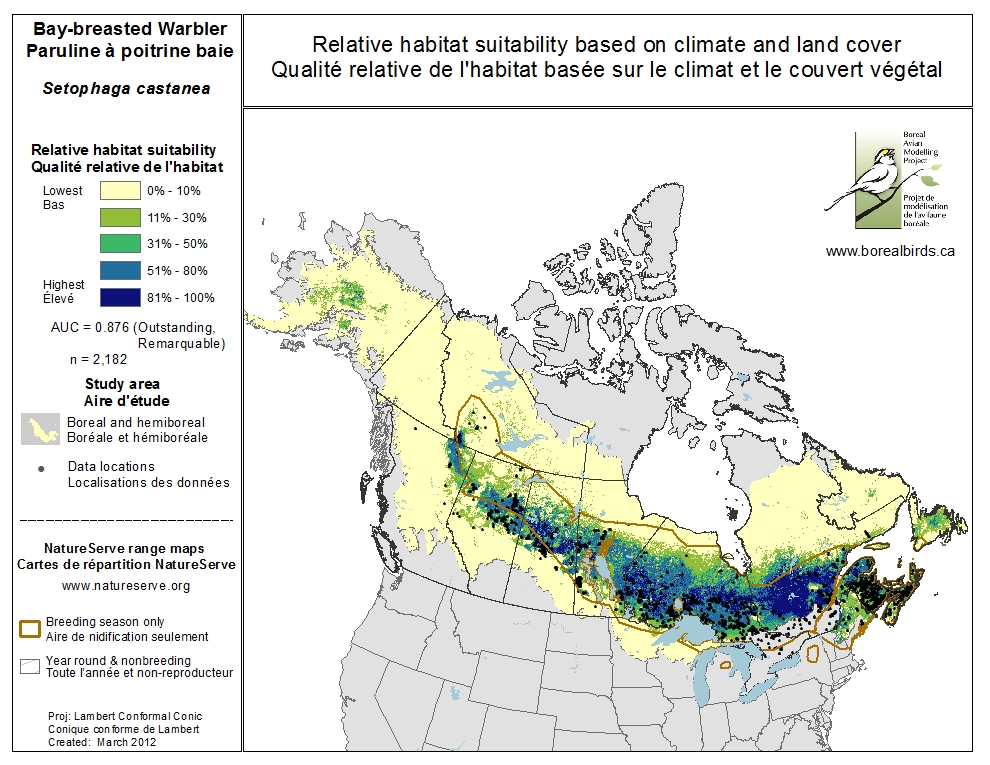 Bay-breasted Warbler
Paruline à poitrine baie
Setophaga castanea
Relative habitat suitability based on climate and land cover
Qualité relative de l'habitat basée sur le climat et le couvert végétal
Relative habitat suitability
Qualité relative de l'habitat
Lowest
Bas
0% - 10%
11% - 30%
31% - 50%
51% - 80%
Highest
Élevé
81% - 100%
AUC = 0.876 (Outstanding,
Remarquable)
n = 2,182
Study area
Aire d'étude
Boreal and hemiboreal
Boréale et hémiboréale
Data locations
Localisations des données
NatureServe range maps
Cartes de répartition NatureServe
www.natureserve.org
Breeding season only
Aire de nidification seulement
Year round & nonbreeding
Toute l'année et non-reproducteur
Proj: Lambert Conformal Conic
Conique conforme de Lambert
Created: March 2012
Boreal
Avian
Modelling
Project
Projet de
modélisation
de l'avifaune
boréale
www.borealbirds.ca